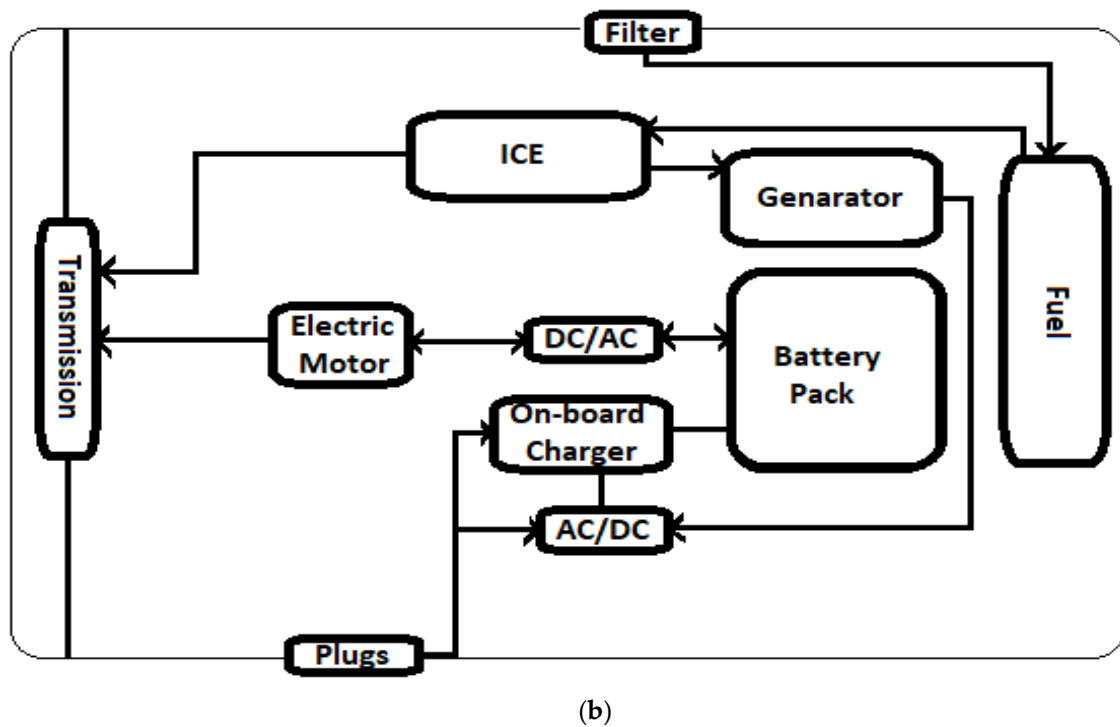 Filter
ICE
Genarator
Transmission
Fuel
Electric
Motor
DC/AC
Battery
Pack
On-board
Charger
AC/DC
Plugs
(b)